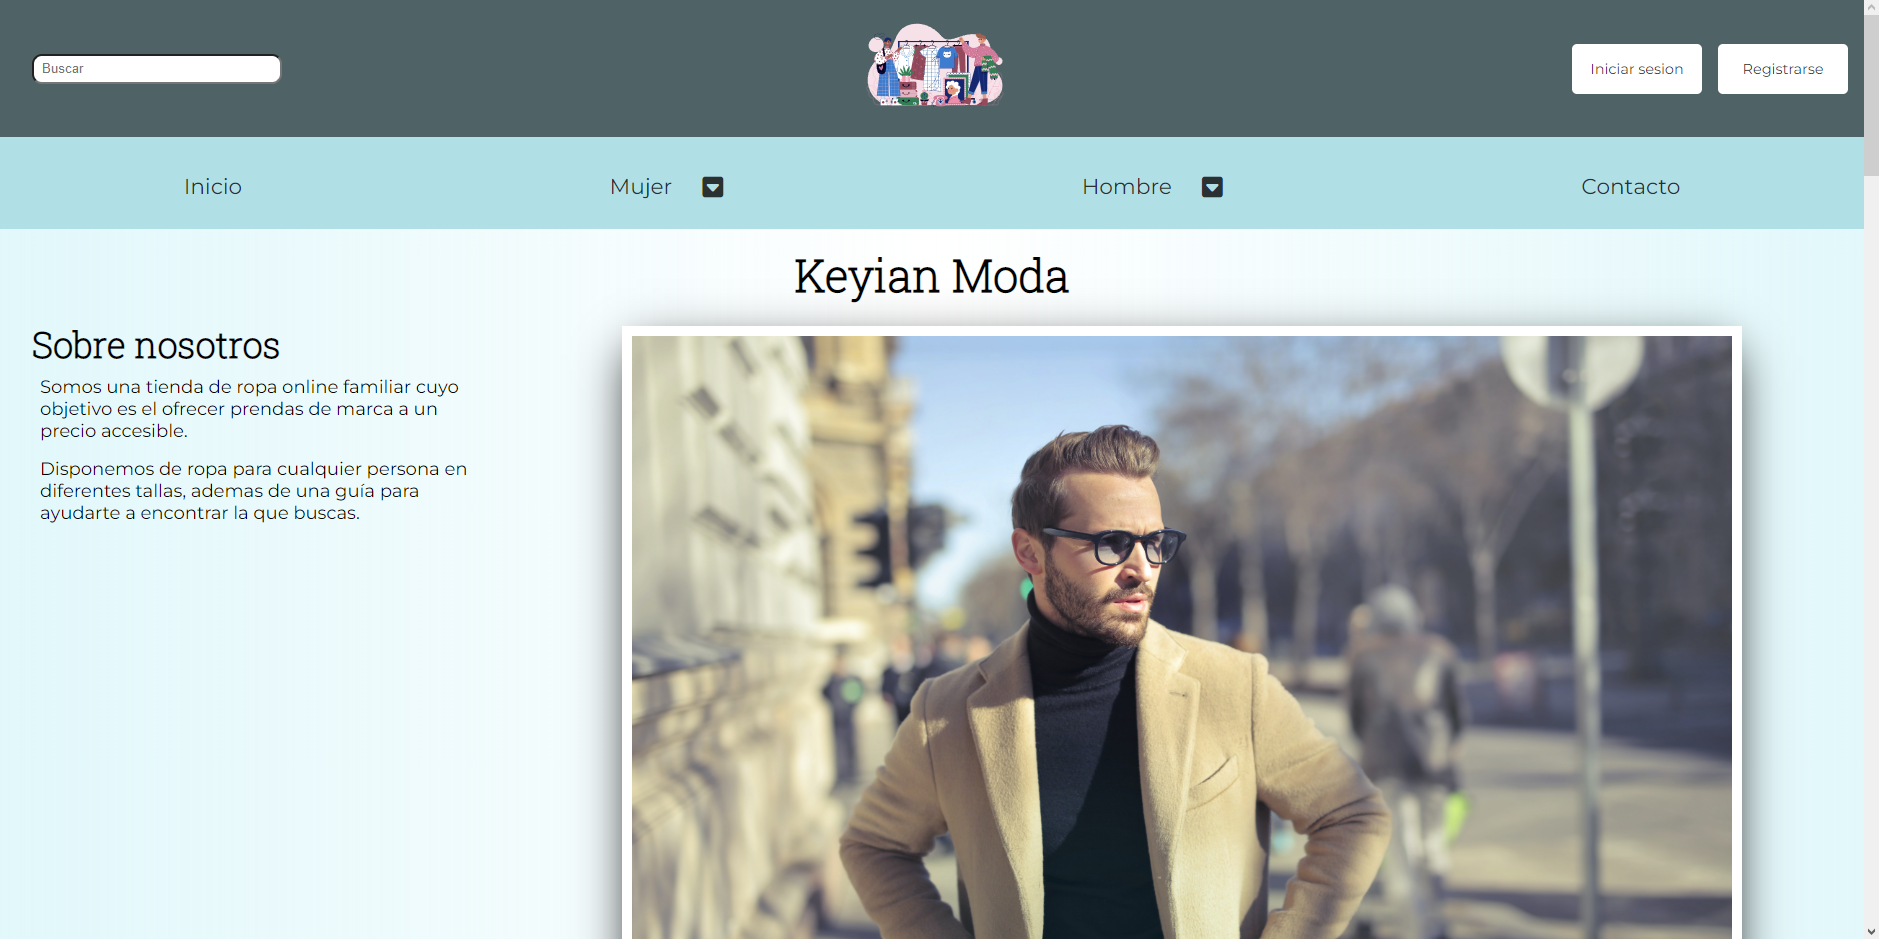 Buscar
Iniciar sesion
Registrarse
Inicio
Mujer
Hombre
Contacto
Keyian Moda
Sobre nosotros
Somos una tienda de ropa online familiar cuyo
objetivo es el ofrecer prendas de marca a un
precio accesible.
Disponemos de ropa para cualquier persona en
diferentes tallas, ademas de una guía para
ayudarte a encontrar la que buscas.